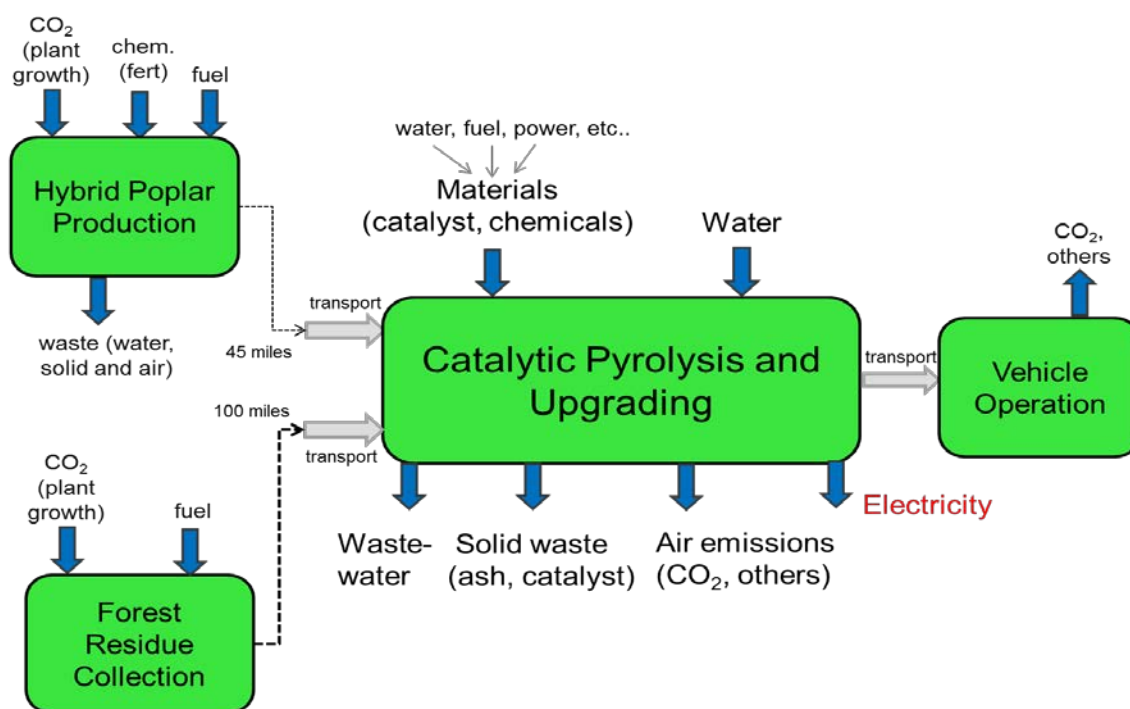 CO2
(plant
growth)
chem.
(fert)
fuel
Hybrid Poplar
Production
waste (water,
solid and air)
45 miles
transport
water, fuel, power, etc..
Materials
(catalyst, chemicals)
Water
Catalytic Pyrolysis and
Upgrading
100 miles
transport
CO2
(plant
growth)
fuel
Forest
Residue
Collection
Waste-
water
Solid waste
(ash, catalyst)
Air emissions
(CO2, others)
Electricity
transport
CO2,
others
Vehicle
Operation